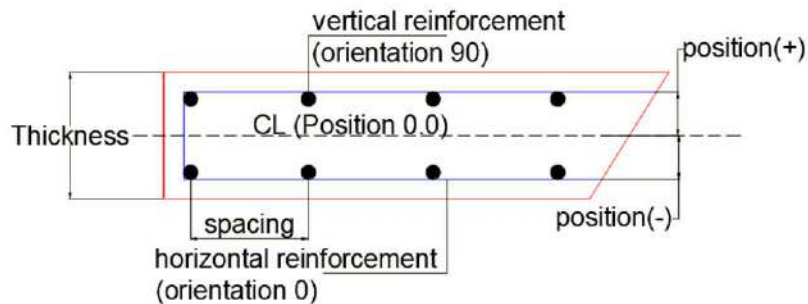 vertical reinforcement
(orientation 90)
position(+)
CL (Position 0.0)
Thickness
spacing
position(-)
horizontal reinforcement
(orientation 0)